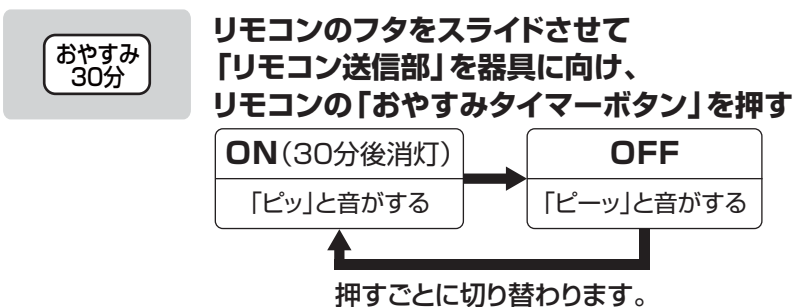 おやすみ
30分
リモコンのフタをスライドさせて
「リモコン送信部」を器具に向け、
リモコンの「おやすみタイマーボタン」を押す
ON（30分後消灯）
「ピッ」と音がする
OFF
「ピーッ」と音がする
押すごとに切り替わります。